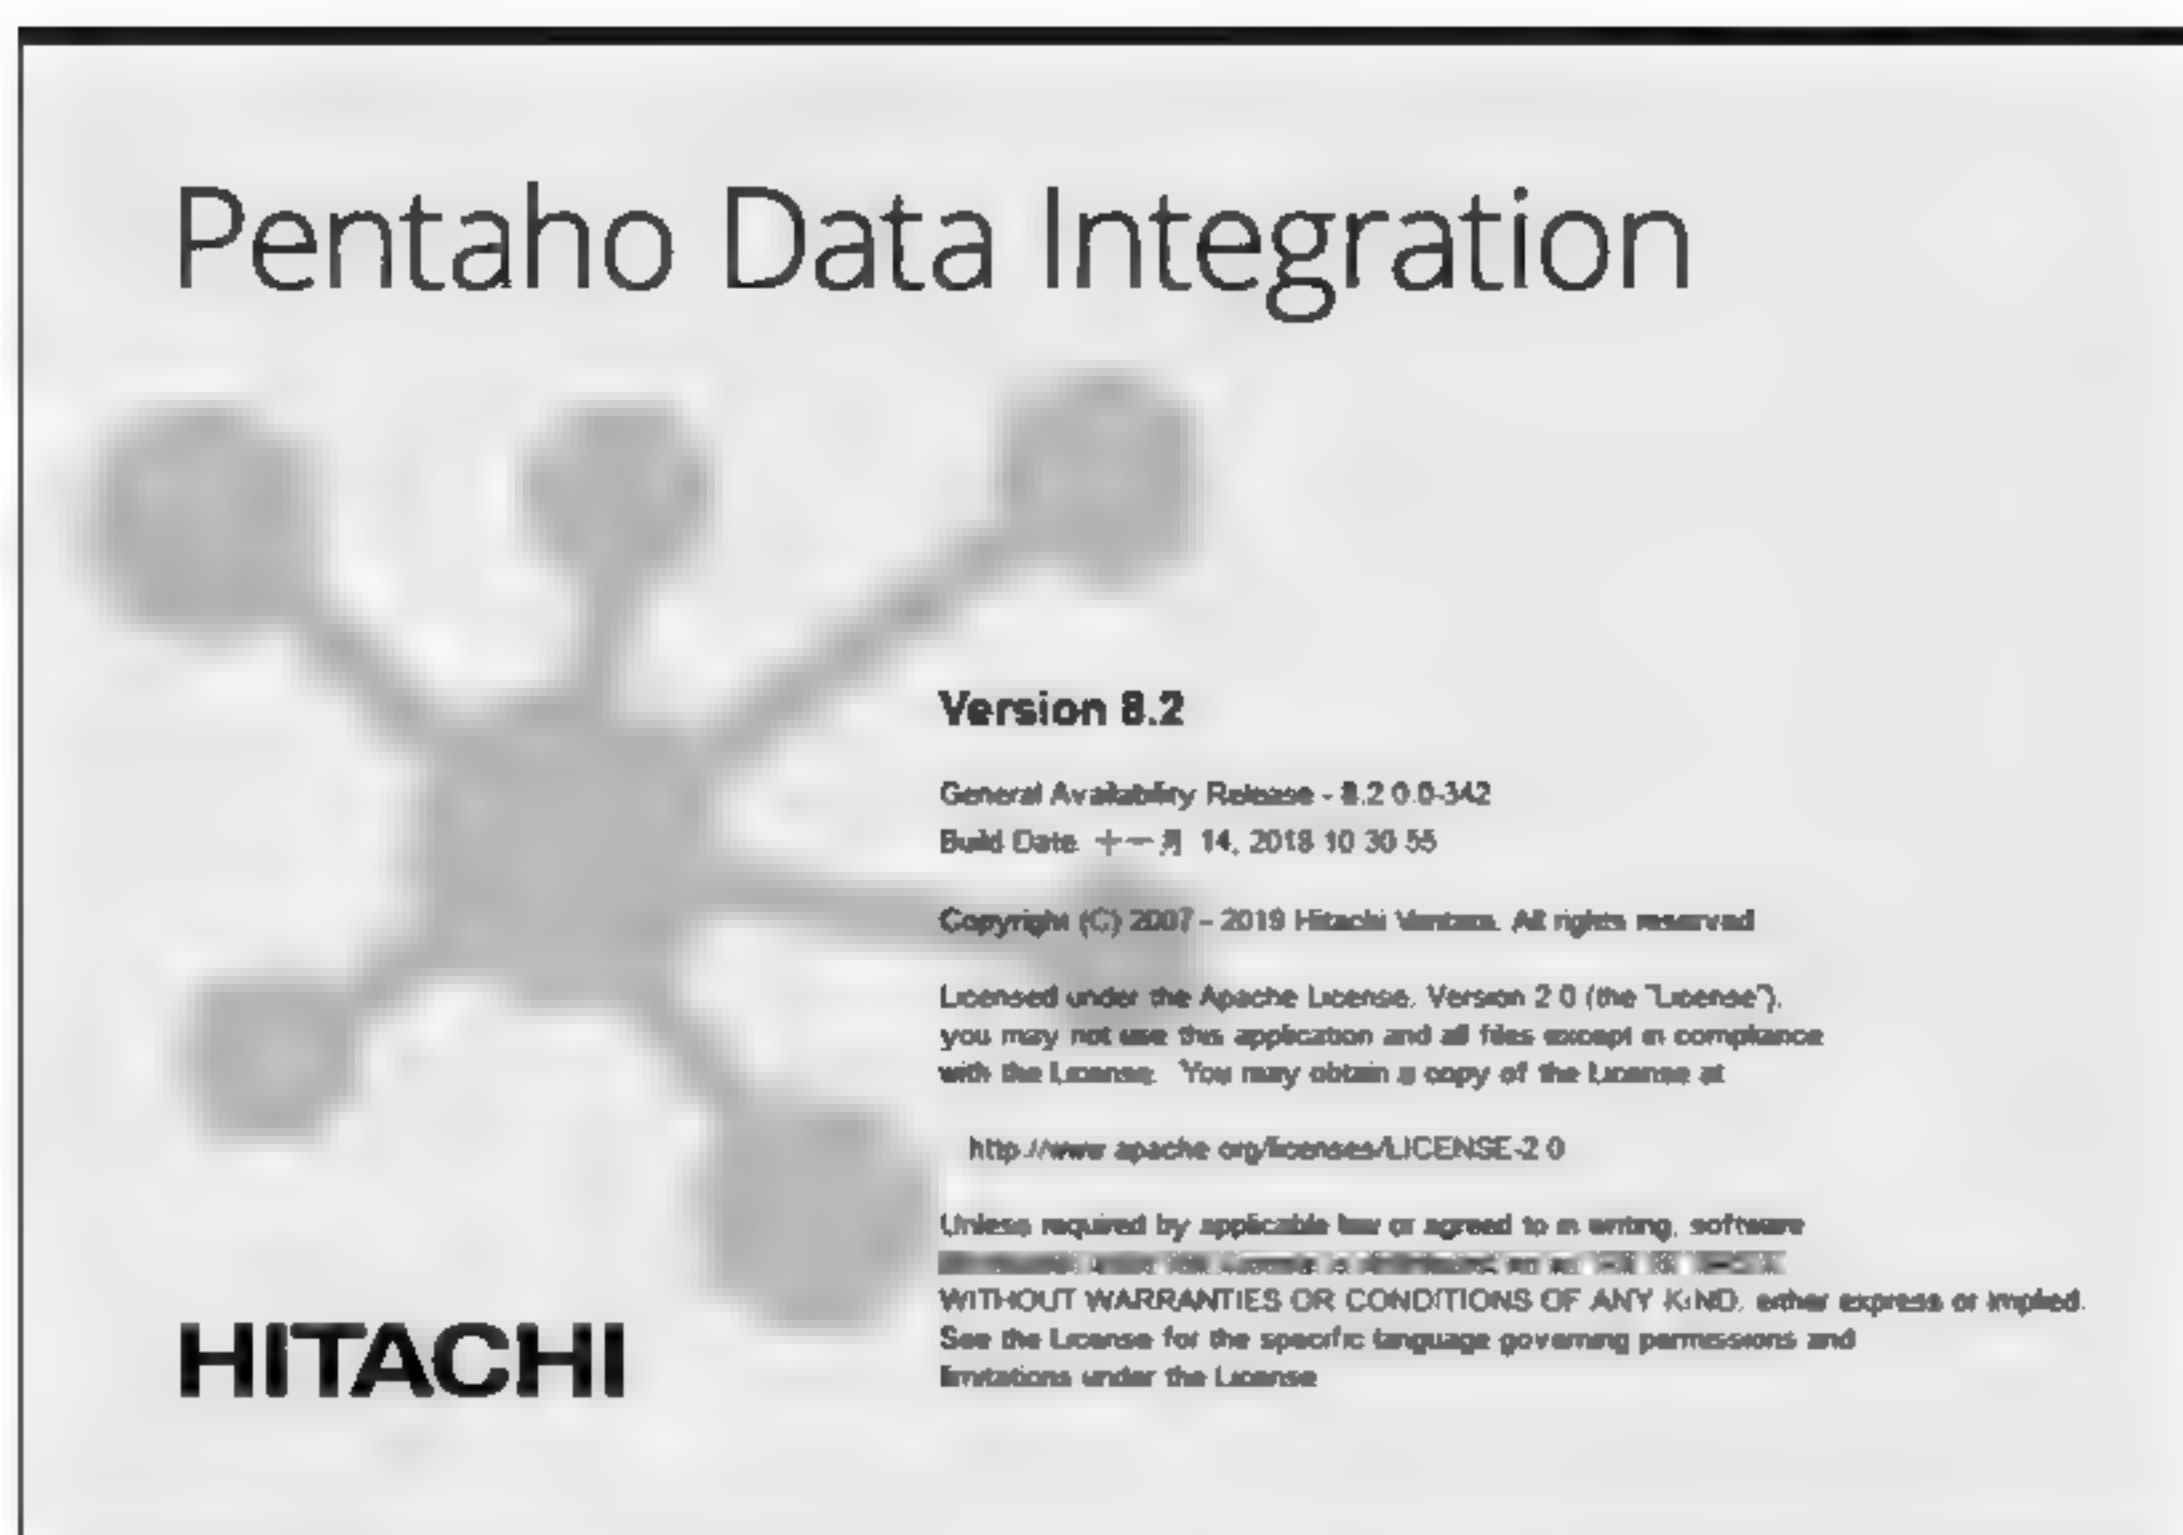 Pentaho Data Integration
Version 8.2
General Availability Release - 8.2.0.0-342
Build Date: 十一月 14, 2018 10:30:55
Copyright (C) 2007 - 2019 Hitachi Vantara. All rights reserved
Licensed under the Apache License, Version 2.0 (the "License");
you may not use this application and all files except in compliance
with the License. You may obtain a copy of the License at
http://www.apache.org/licenses/LICENSE-2.0
Unless required by applicable law or agreed to in writing, software
WITHOUT WARRANTIES OR CONDITIONS OF ANY KIND, either express or implied.
See the License for the specific language governing permissions and
limitations under the License
HITACHI